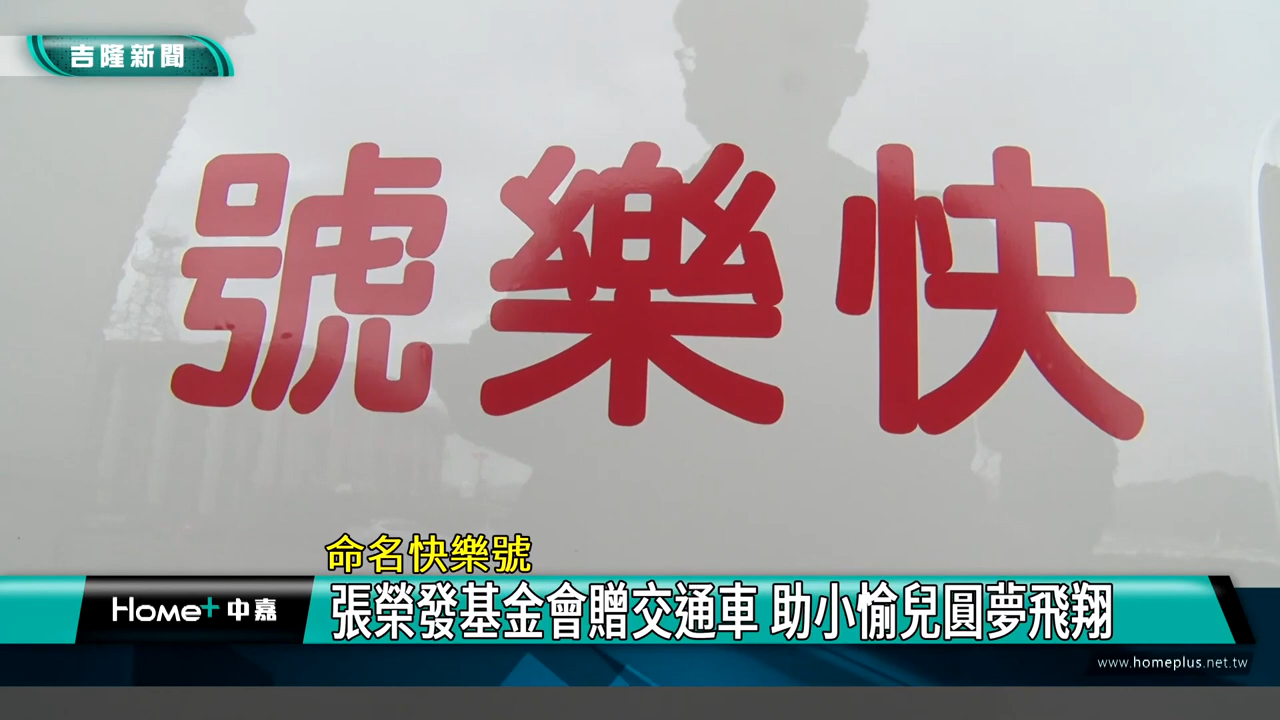 吉隆新聞
號樂快
命名快樂號
Home+中嘉
張榮發基金會贈交通車 助小愉兒圓夢飛翔
www.homeplus.net.tw